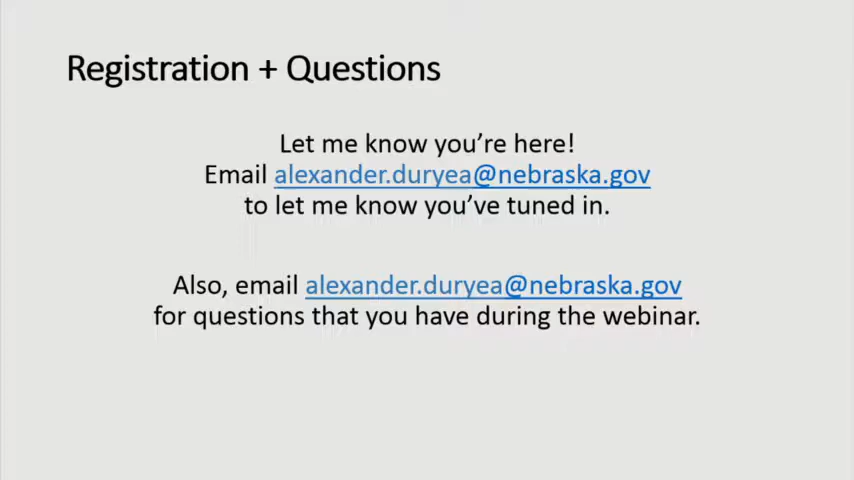 Registration + Questions
Let me know you're here!
Email alexander.duryea@nebraska.gov
to let me know you've tuned in.
Also, email alexander.duryea@nebraska.gov
for questions that you have during the webinar.